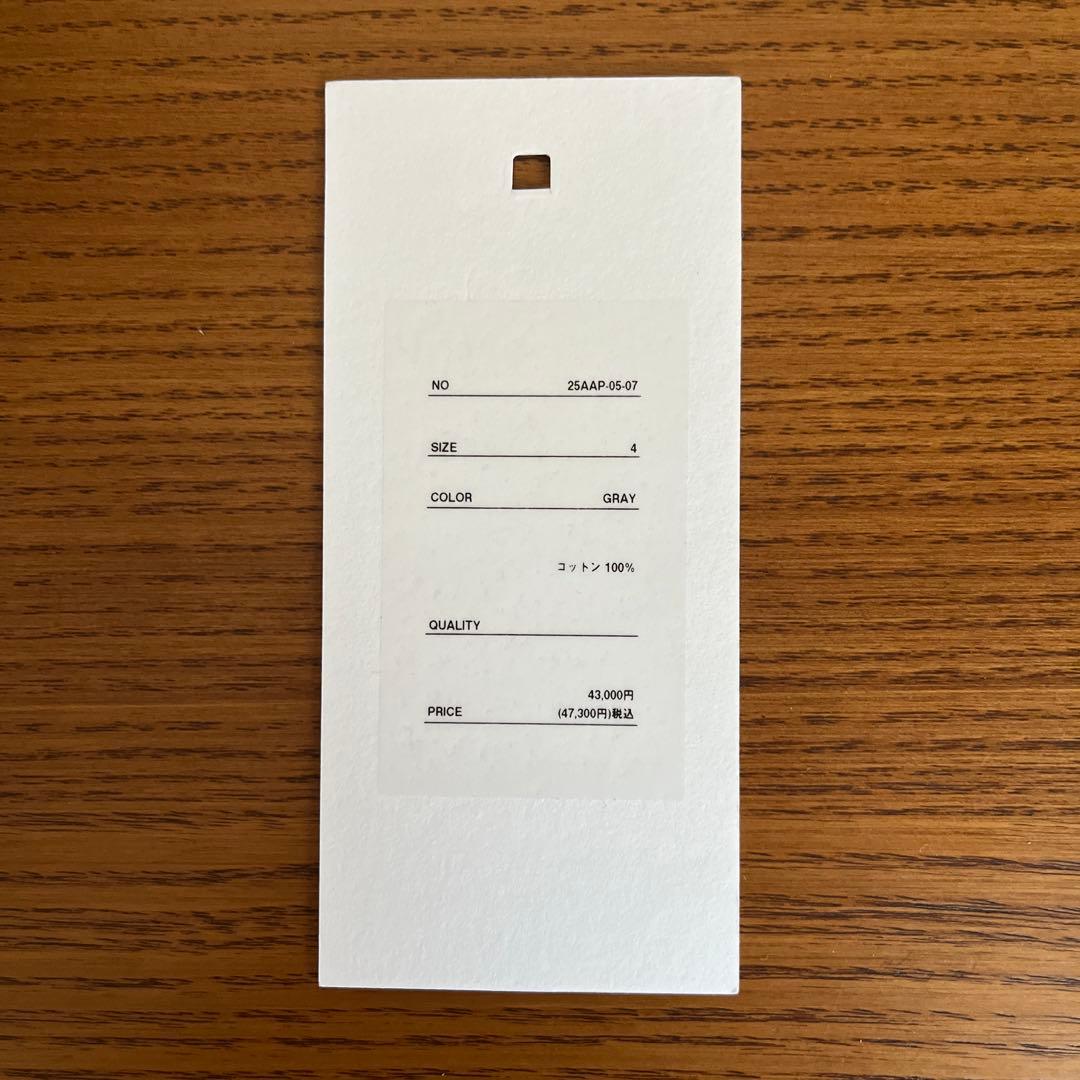 NO 25AAP-05-07
SIZE 4
COLOR GRAY
コットン 100%
QUALITY
43,000円
PRICE (47,300円)税込